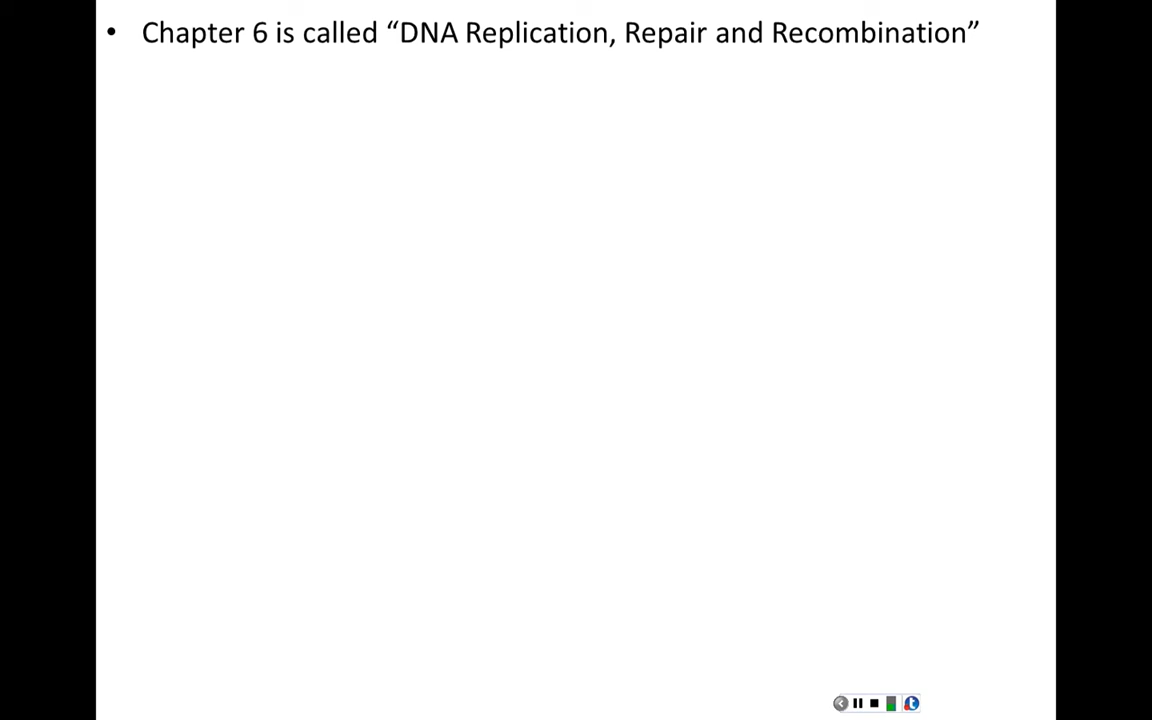 • Chapter 6 is called “DNA Replication, Repair and Recombination”